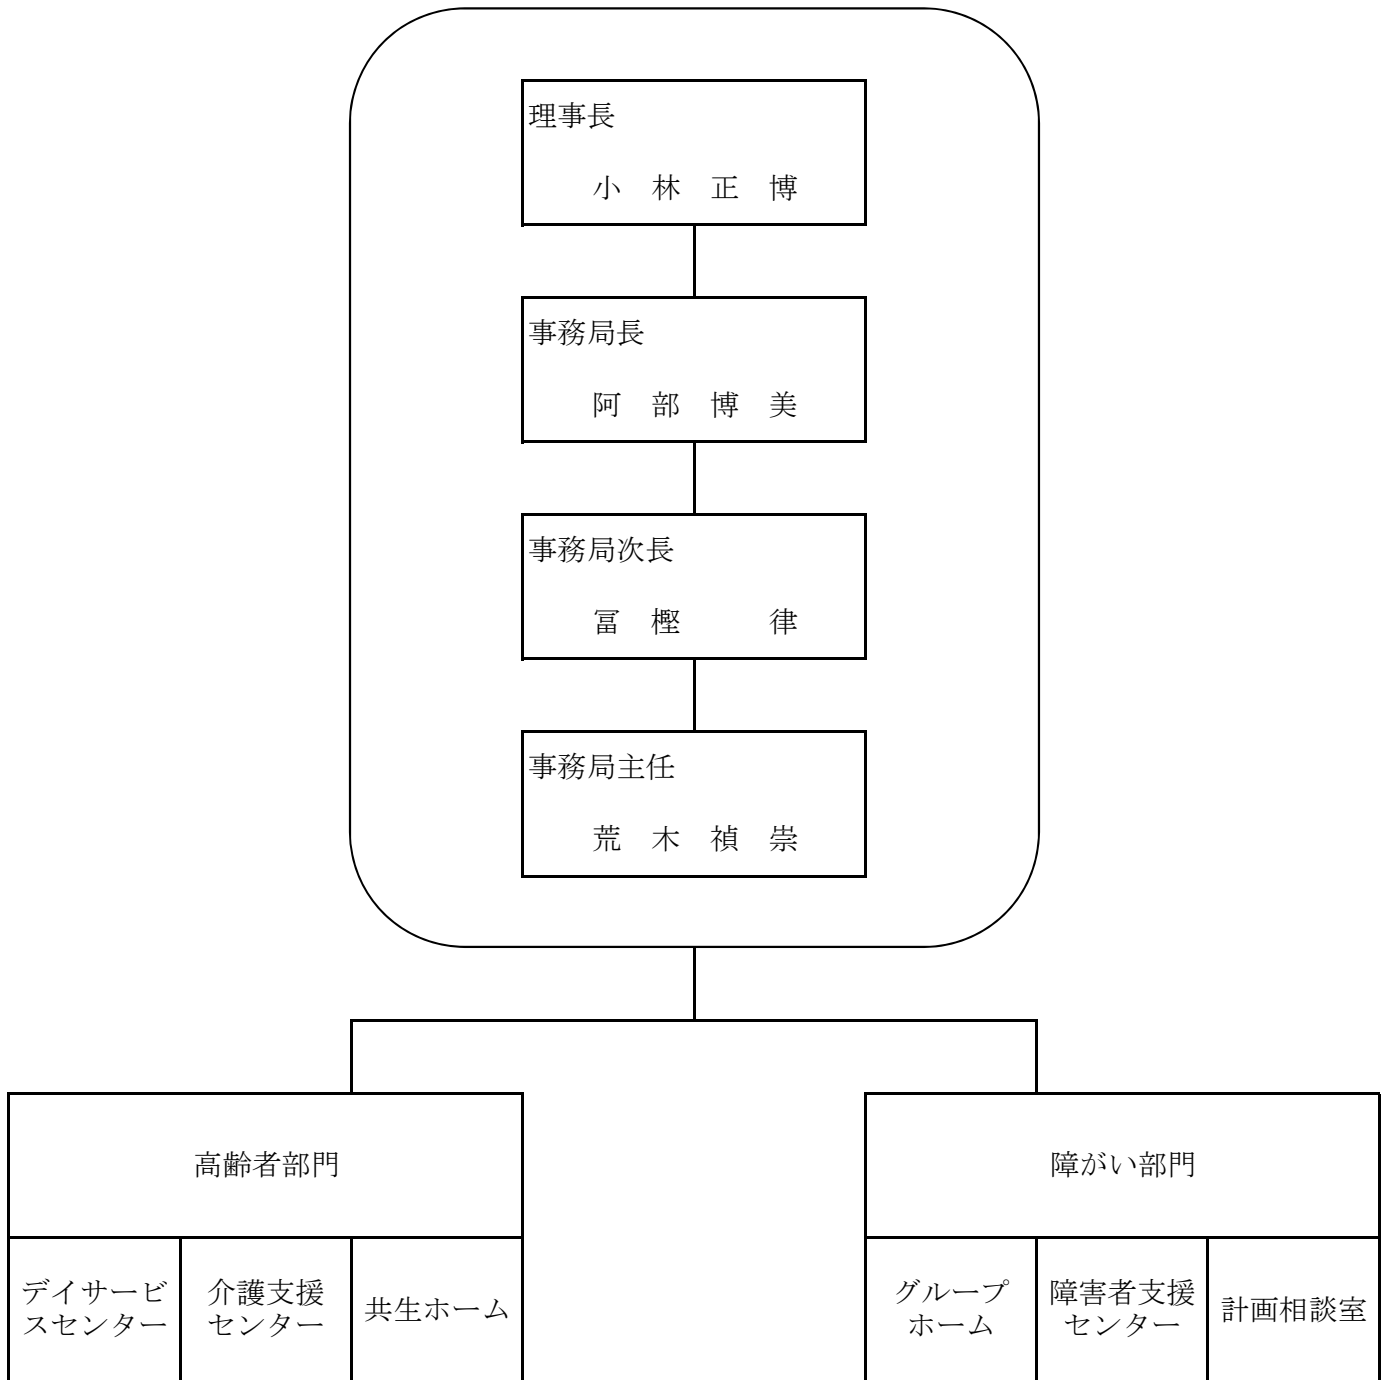 理事長
小　林　正　博
事務局長
阿　部　博　美
事務局次長
冨　樫　　　律
事務局主任
荒　木　禎　崇
高齢者部門
障がい部門
デイサービ
スセンター
介護支援
センター
共生ホーム
グループ
ホーム
障害者支援
センター
計画相談室